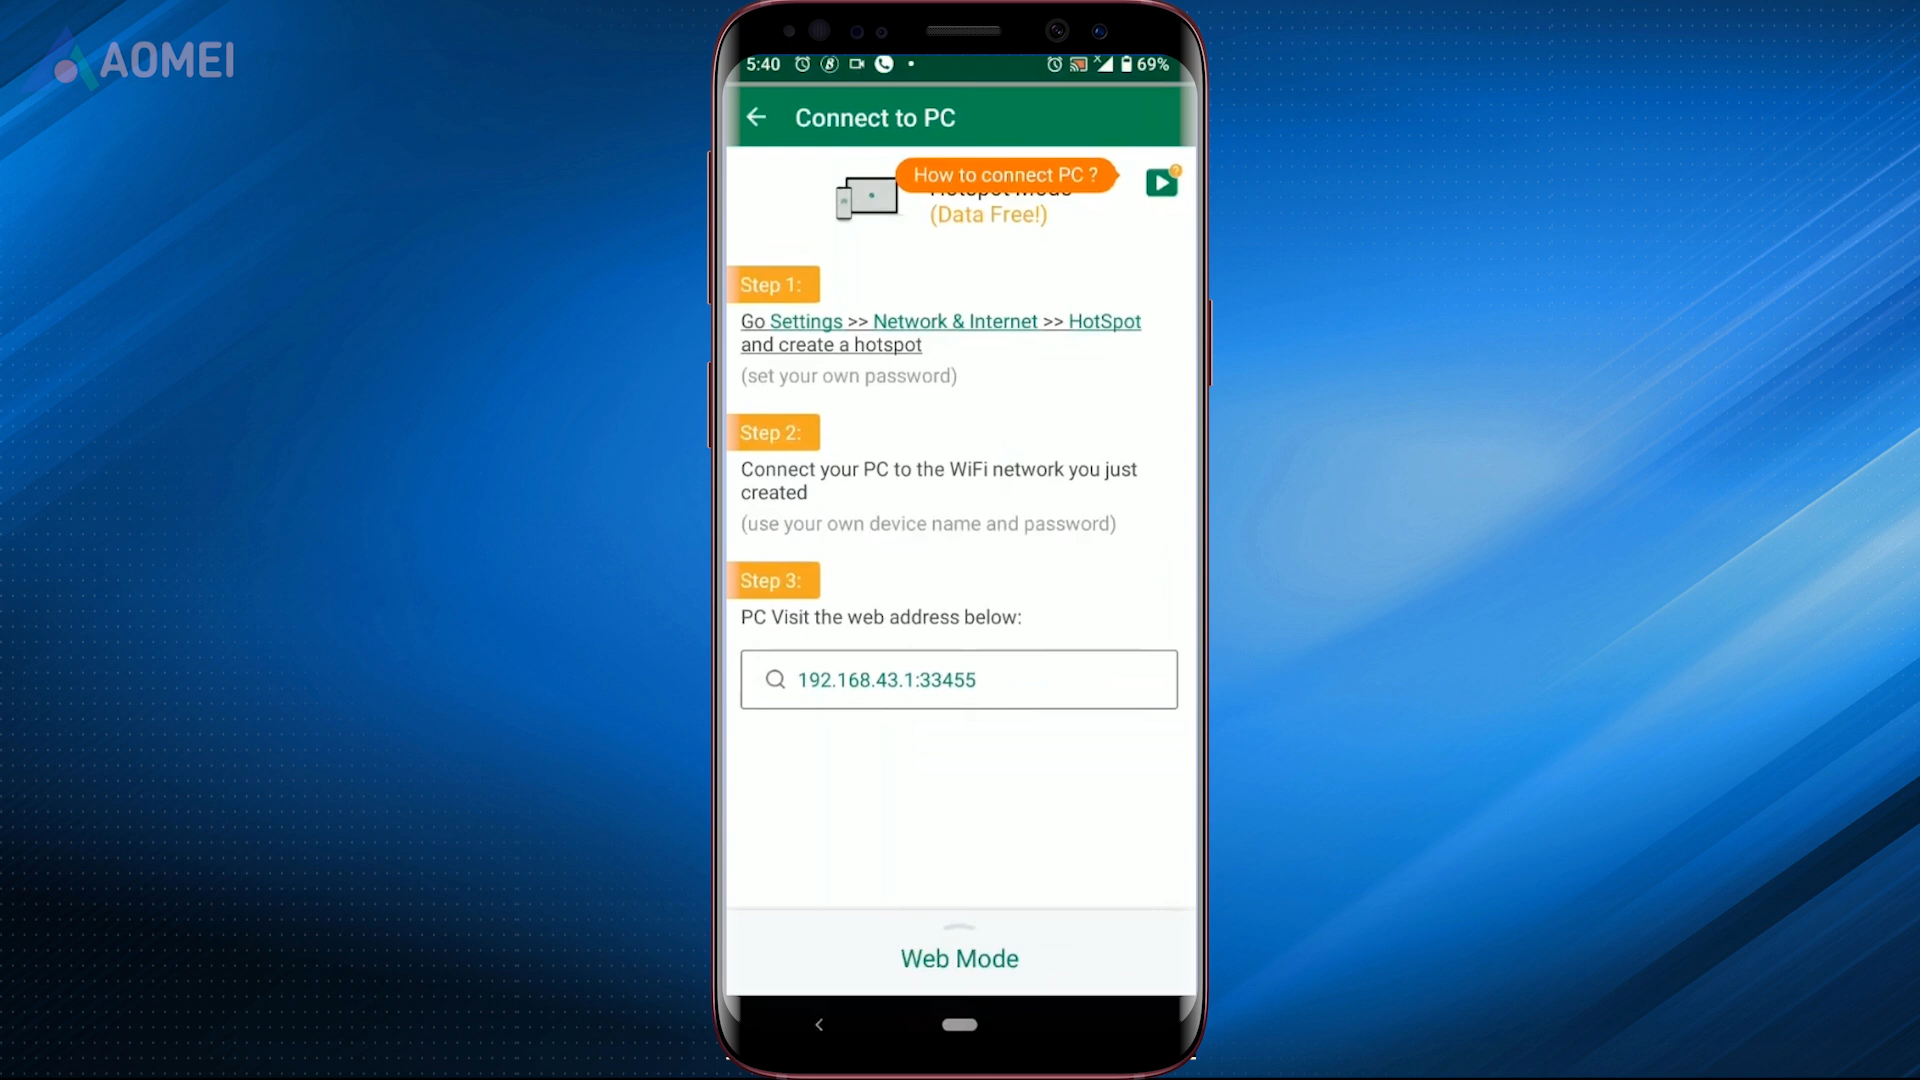 AOMEI
5:40
69%
Connect to PC
How to connect PC ?
Hotspot Mode
(Data Free!)
Step 1:
Go Settings >> Network & Internet >> HotSpot
and create a hotspot
(set your own password)
Step 2:
Connect your PC to the WiFi network you just
created
(use your own device name and password)
Step 3:
PC Visit the web address below:
192.168.43.1:33455
Web Mode